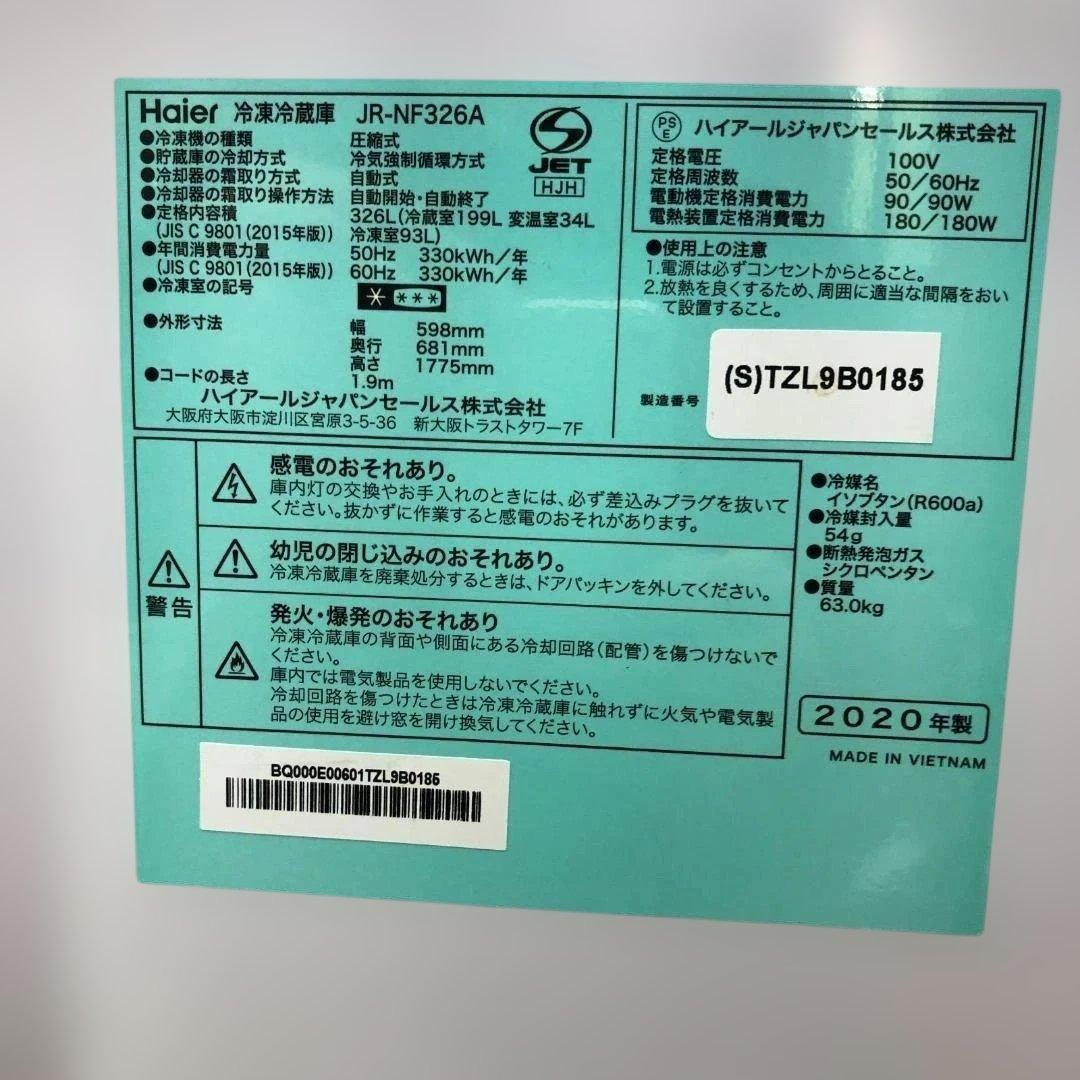 Haier 冷凍冷蔵庫 JR-NF326A
●冷凍機の種類 圧縮式
●貯蔵庫の冷却方式 冷気強制循環方式
●冷却器の霜取り方式 自動式
●冷却器の霜取り操作方法 自動開始・自動終了
●定格内容積 326L(冷蔵室199L 変温室34L
(JIS C 9801(2015年版)) 冷凍室93L)
●年間消費電力量 50Hz 330kWh/年
(JIS C 9801(2015年版)) 60Hz 330kWh/年
●冷凍室の記号 * ***
●外形寸法 幅 598mm
奥行 681mm
高さ 1775mm
●コードの長さ 1.9m
ハイアールジャパンセールス株式会社
大阪府大阪市淀川区宮原3-5-36 新大阪トラストタワー7F
S
JET
HJH
PS
E
ハイアールジャパンセールス株式会社
定格電圧 100V
定格周波数 50/60Hz
電動機定格消費電力 90/90W
電熱装置定格消費電力 180/180W
●使用上の注意
1.電源は必ずコンセントからとること。
2.放熱を良くするため、周囲に適当な間隔をおい
て設置すること。
製造番号 (S)TZL9B0185
警告
感電のおそれあり。
庫内灯の交換やお手入れのときには、必ず差込みプラグを抜いて
ください。抜かずに作業すると感電のおそれがあります。
幼児の閉じ込みのおそれあり。
冷凍冷蔵庫を廃棄処分するときは、ドアパッキンを外してください。
発火・爆発のおそれあり
冷凍冷蔵庫の背面や側面にある冷却回路(配管)を傷つけないで
ください。
庫内では電気製品を使用しないでください。
冷却回路を傷つけたときは冷凍冷蔵庫に触れずに火気や電気製
品の使用を避け窓を開け換気してください。
●冷媒名
イソブタン(R600a)
●冷媒封入量
54g
●断熱発泡ガス
シクロペンタン
●質量
63.0kg
2020年製
MADE IN VIETNAM
BQ000E00601TZL9B0185